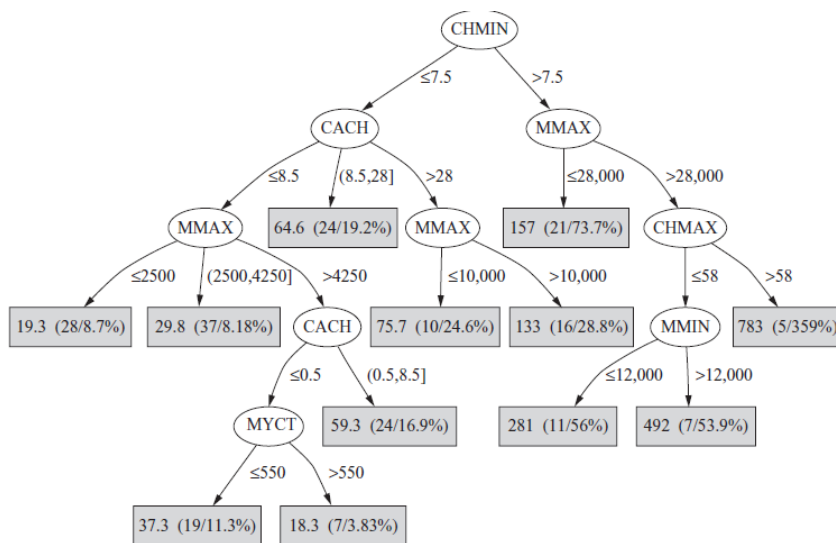 CHMIN
≤7.5 >7.5
CACH MMAX
≤8.5 (8.5,28] >28 ≤28,000 >28,000
MMAX 64.6 (24/19.2%) MMAX 157 (21/73.7%) CHMAX
≤2500 (2500,4250] >4250 ≤10,000 >10,000 ≤58 >58
19.3 (28/8.7%) 29.8 (37/8.18%) CACH 75.7 (10/24.6%) 133 (16/28.8%) MMIN 783 (5/359%)
≤0.5 (0.5,8.5] ≤12,000 >12,000
MYCT 59.3 (24/16.9%) 281 (11/56%) 492 (7/53.9%)
≤550 >550
37.3 (19/11.3%) 18.3 (7/3.83%)